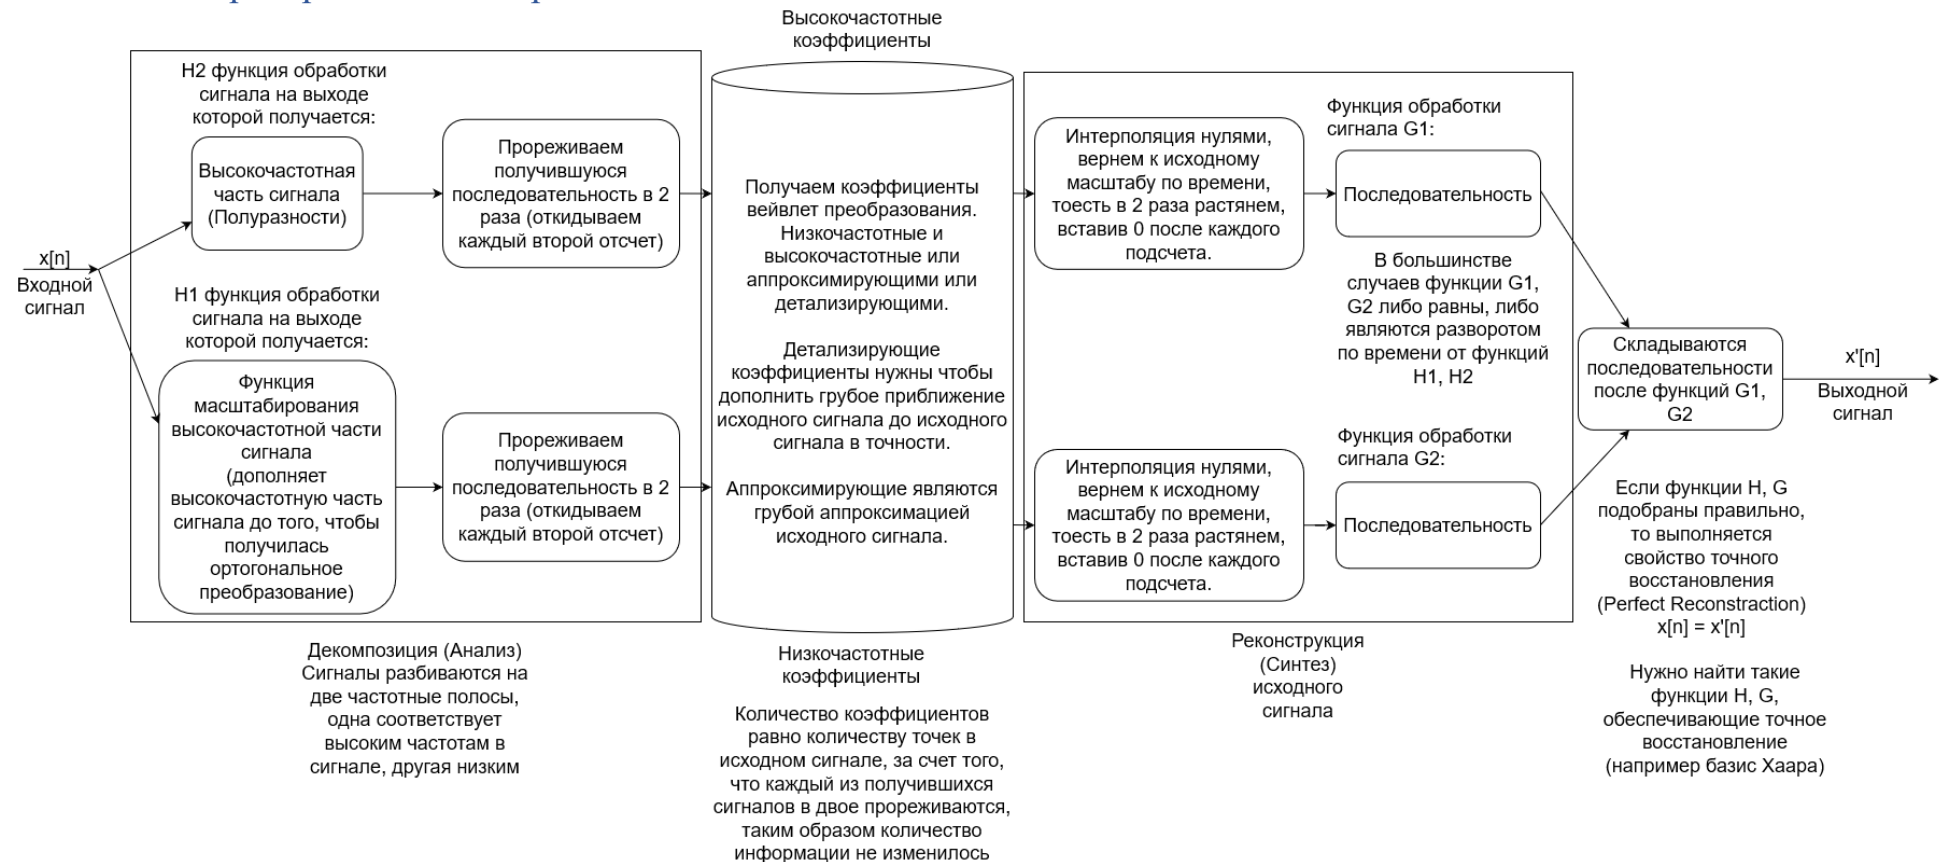 Высокочастотные
коэффициенты
H2 функция обработки
сигнала на выходе
которой получается:
Высокочастотная
часть сигнала
(Полуразности)
Прореживаем
получившуюся
последовательность в 2
раза (откидываем
каждый второй отсчет)
x[n]
Входной
сигнал
H1 функция обработки
сигнала на выходе
которой получается:
Функция
масштабирования
высокочастотной части
сигнала
(дополняет
высокочастотную часть
сигнала до того, чтобы
получилась
ортогональное
преобразование)
Прореживаем
получившуюся
последовательность в 2
раза (откидываем
каждый второй отсчет)
Декомпозиция (Анализ)
Сигналы разбиваются на
две частотные полосы,
одна соответствует
высоким частотам в
сигнале, другая низким
Получаем коэффициенты
вейвлет преобразования.
Низкочастотные и
высокочастотные или
аппроксимирующими или
детализирующими.
Детализирующие
коэффициенты нужны чтобы
дополнить грубое приближение
исходного сигнала до исходного
сигнала в точности.
Аппроксимирующие являются
грубой аппроксимацией
исходного сигнала.
Низкочастотные
коэффициенты
Количество коэффициентов
равно количеству точек в
исходном сигнале, за счет того,
что каждый из получившихся
сигналов в двое прореживаются,
таким образом количество
информации не изменилось
Интерполяция нулями,
вернем к исходному
масштабу по времени,
тоесть в 2 раза растянем,
вставив 0 после каждого
подсчета.
Функция обработки
сигнала G1:
Последовательность
В большинстве
случаев функции G1,
G2 либо равны, либо
являются разворотом
по времени от функций
H1, H2
Интерполяция нулями,
вернем к исходному
масштабу по времени,
тоесть в 2 раза растянем,
вставив 0 после каждого
подсчета.
Функция обработки
сигнала G2:
Последовательность
Реконструкция
(Синтез)
исходного
сигнала
Складываются
последовательности
после функций G1,
G2
x'[n]
Выходной
сигнал
Если функции H, G
подобраны правильно,
то выполняется
свойство точного
восстановления
(Perfect Reconstraction)
x[n] = x'[n]
Нужно найти такие
функции H, G,
обеспечивающие точное
восстановление
(например базис Хаара)